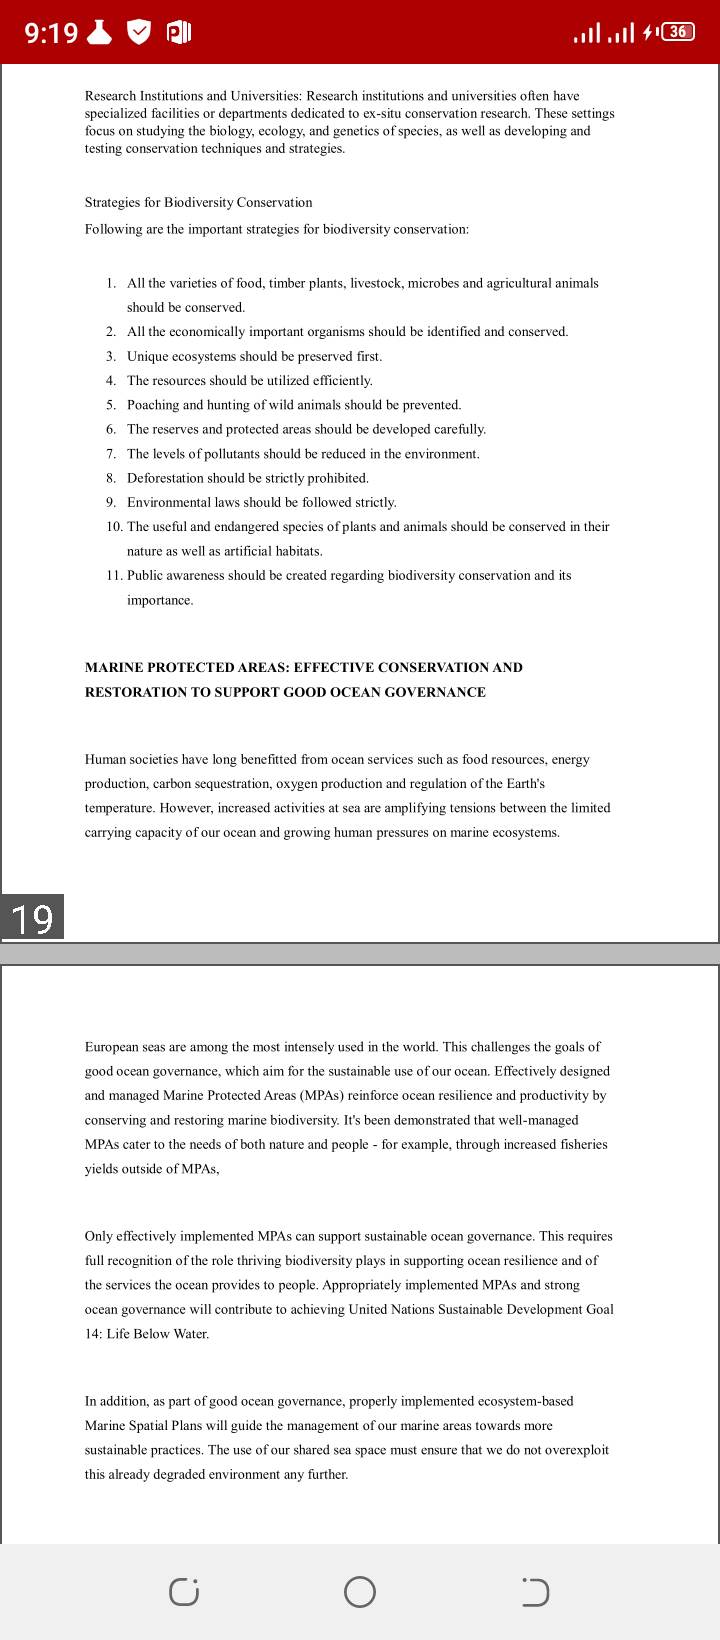 9:19
36
Research Institutions and Universities: Research institutions and universities often have
specialized facilities or departments dedicated to ex-situ conservation research. These settings
focus on studying the biology, ecology, and genetics of species, as well as developing and
testing conservation techniques and strategies.
Strategies for Biodiversity Conservation
Following are the important strategies for biodiversity conservation:
1. All the varieties of food, timber plants, livestock, microbes and agricultural animals
should be conserved.
2. All the economically important organisms should be identified and conserved.
3. Unique ecosystems should be preserved first.
4. The resources should be utilized efficiently.
5. Poaching and hunting of wild animals should be prevented.
6. The reserves and protected areas should be developed carefully.
7. The levels of pollutants should be reduced in the environment.
8. Deforestation should be strictly prohibited.
9. Environmental laws should be followed strictly.
10. The useful and endangered species of plants and animals should be conserved in their
nature as well as artificial habitats.
11. Public awareness should be created regarding biodiversity conservation and its
importance.
MARINE PROTECTED AREAS: EFFECTIVE CONSERVATION AND
RESTORATION TO SUPPORT GOOD OCEAN GOVERNANCE
Human societies have long benefitted from ocean services such as food resources, energy
production, carbon sequestration, oxygen production and regulation of the Earth's
temperature. However, increased activities at sea are amplifying tensions between the limited
carrying capacity of our ocean and growing human pressures on marine ecosystems.
19
European seas are among the most intensely used in the world. This challenges the goals of
good ocean governance, which aim for the sustainable use of our ocean. Effectively designed
and managed Marine Protected Areas (MPAs) reinforce ocean resilience and productivity by
conserving and restoring marine biodiversity. It's been demonstrated that well-managed
MPAs cater to the needs of both nature and people - for example, through increased fisheries
yields outside of MPAs,
Only effectively implemented MPAs can support sustainable ocean governance. This requires
full recognition of the role thriving biodiversity plays in supporting ocean resilience and of
the services the ocean provides to people. Appropriately implemented MPAs and strong
ocean governance will contribute to achieving United Nations Sustainable Development Goal
14: Life Below Water.
In addition, as part of good ocean governance, properly implemented ecosystem-based
Marine Spatial Plans will guide the management of our marine areas towards more
sustainable practices. The use of our shared sea space must ensure that we do not overexploit
this already degraded environment any further.